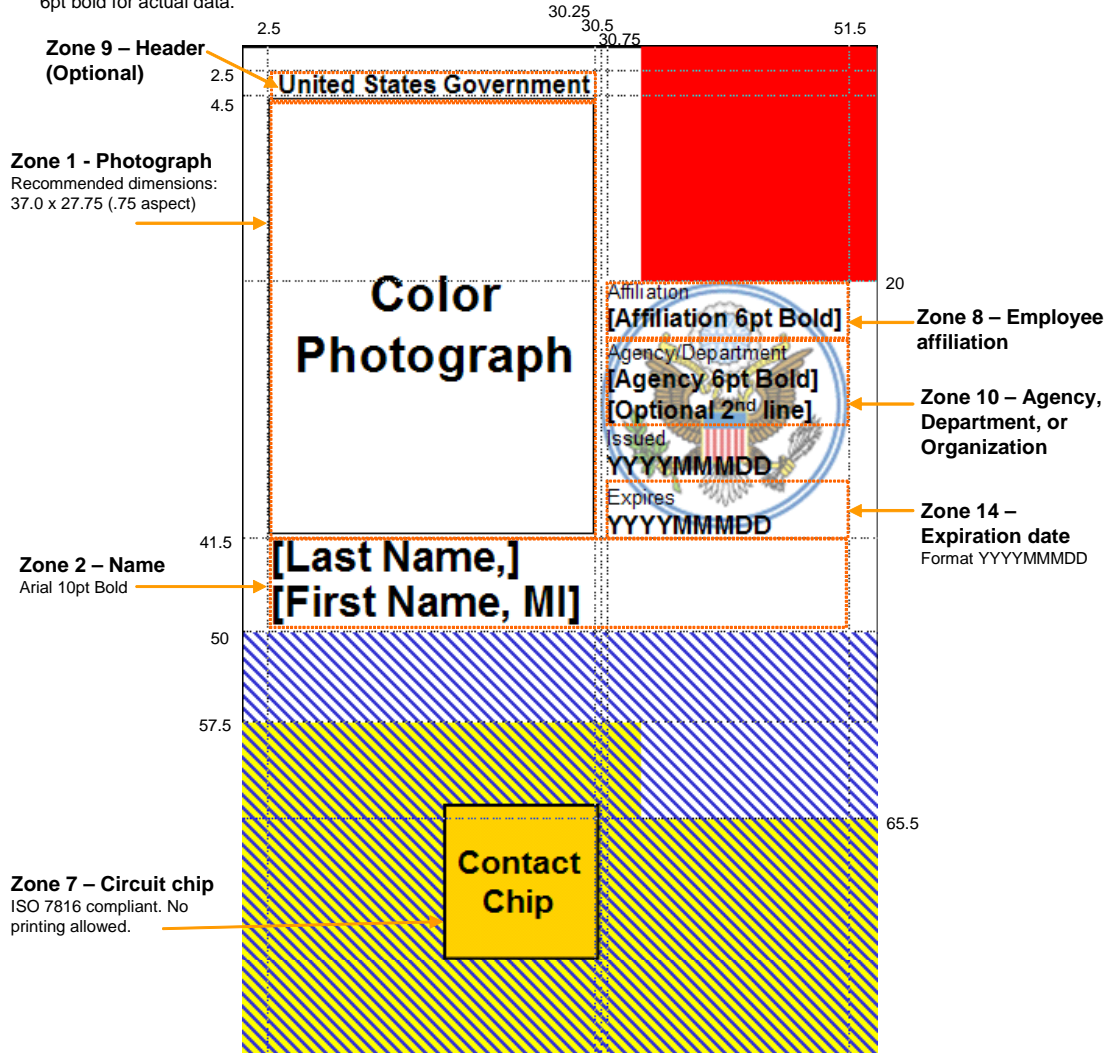 6pt bold for actual data.
2.5
30.25
30.5
30.75
51.5
Zone 9 – Header
(Optional)
2.5
4.5
United States Government
Zone 1 - Photograph
Recommended dimensions:
37.0 x 27.75 (.75 aspect)
Color
Photograph
20
Affiliation
[Affiliation 6pt Bold]
Zone 8 – Employee
affiliation
Agency/Department
[Agency 6pt Bold]
[Optional 2nd line]
Zone 10 – Agency,
Department, or
Organization
Issued
YYYYMMMDD
Expires
YYYYMMMDD
Zone 14 –
Expiration date
Format YYYYMMMDD
41.5
Zone 2 – Name
Arial 10pt Bold
[Last Name,]
[First Name, MI]
50
57.5
65.5
Contact
Chip
Zone 7 – Circuit chip
ISO 7816 compliant. No
printing allowed.